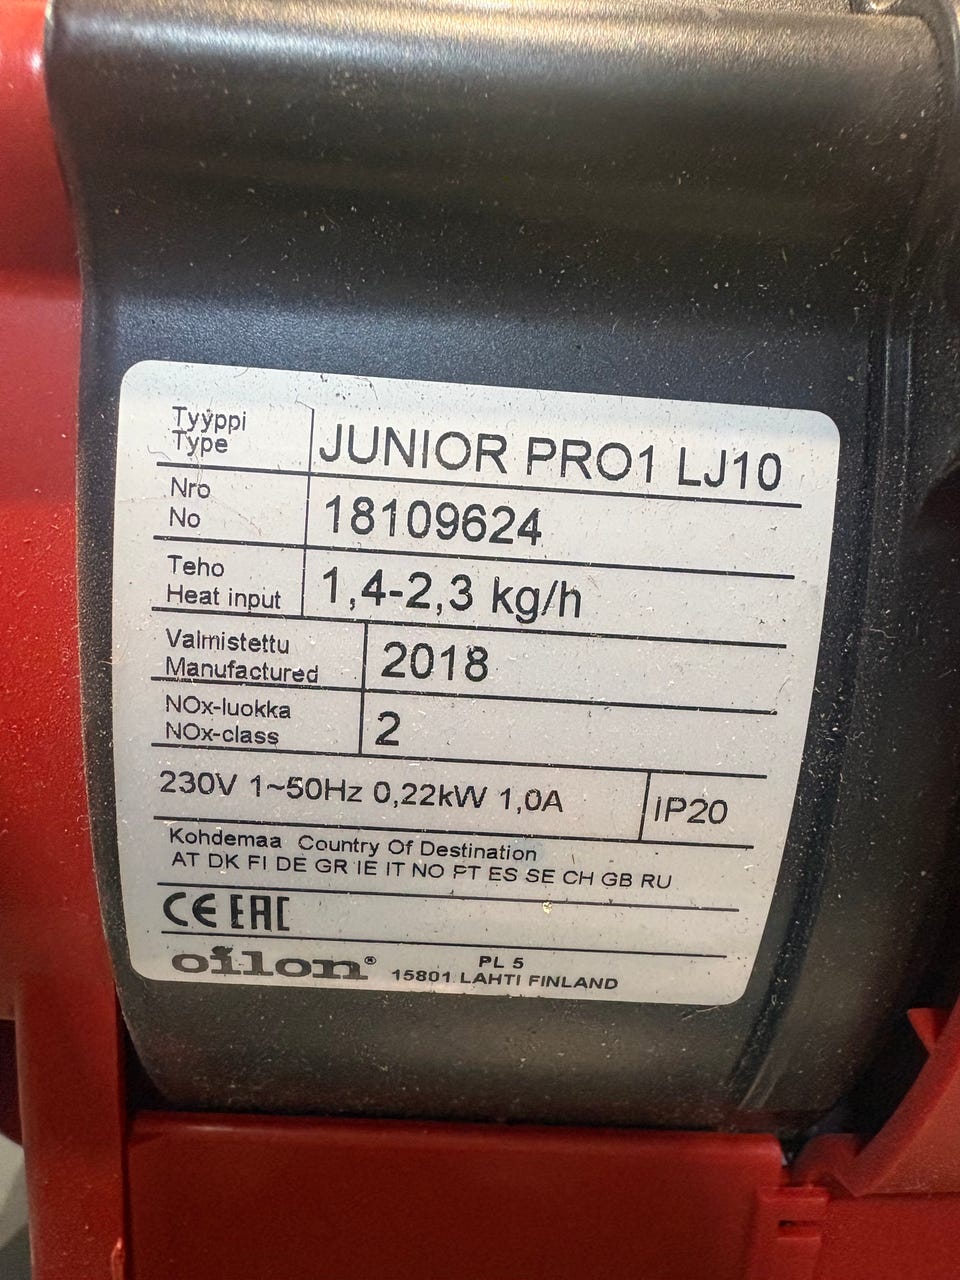 Tyyppi
Type
JUNIOR PRO1 LJ10
Nro
No
18109624
Teho
Heat input
1,4-2,3 kg/h
Valmistettu
Manufactured
2018
NOx-luokka
NOx-class
2
230V 1~50Hz 0,22kW 1,0A
IP20
Kohdemaa Country Of Destination
AT DK FI DE GR IE IT NO PT ES SE CH GB RU
CE EAC
oilon®
PL 5
15801 LAHTI FINLAND